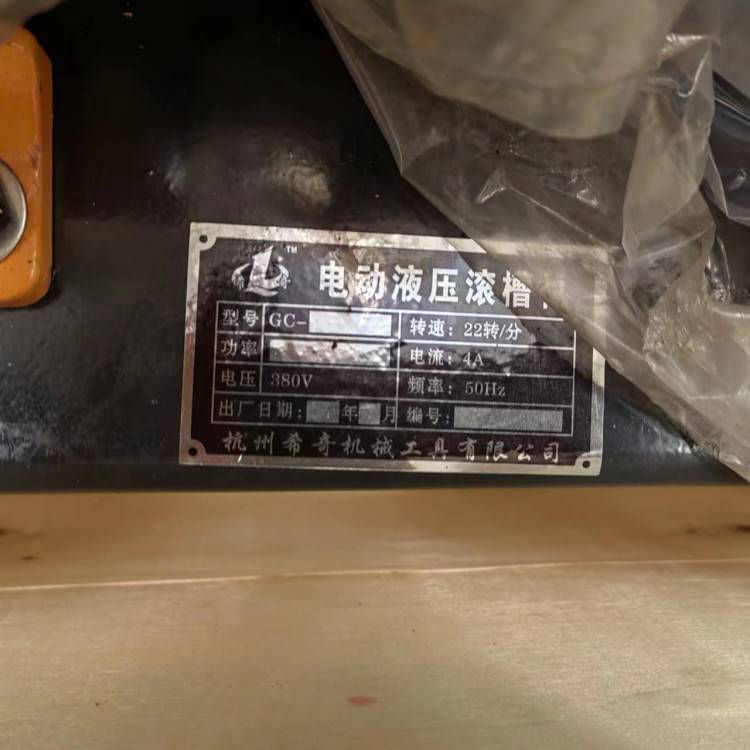 TM
电动液压滚槽
型号 GC- 转速: 22转/分
功率 电流: 4A
电压 380V 频率: 50Hz
出厂日期: 年 月 编号:
杭州希奇机械工具有限公司